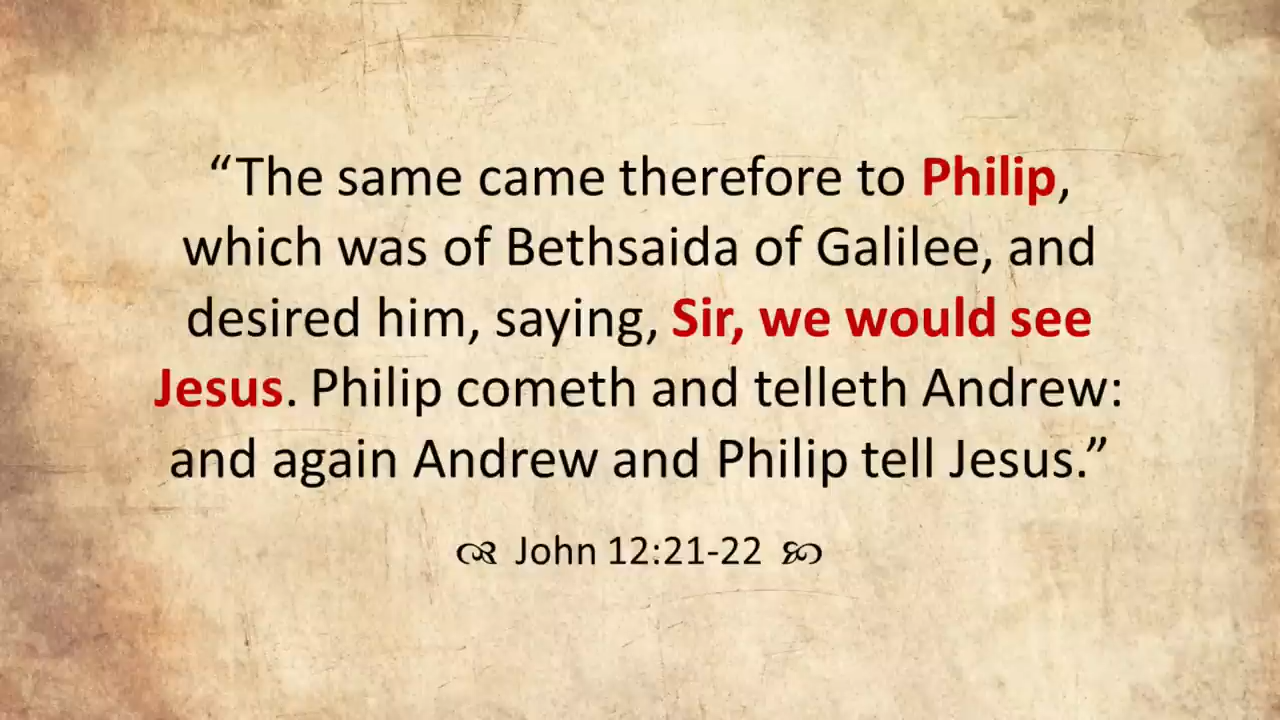 “The same came therefore to Philip,
which was of Bethsaida of Galilee, and
desired him, saying, Sir, we would see
Jesus. Philip cometh and telleth Andrew:
and again Andrew and Philip tell Jesus.”
John 12:21-22